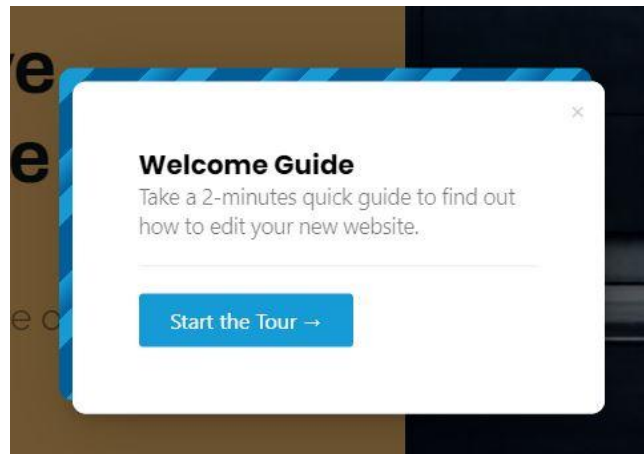 Welcome Guide
Take a 2-minutes quick guide to find out
how to edit your new website.
Start the Tour →